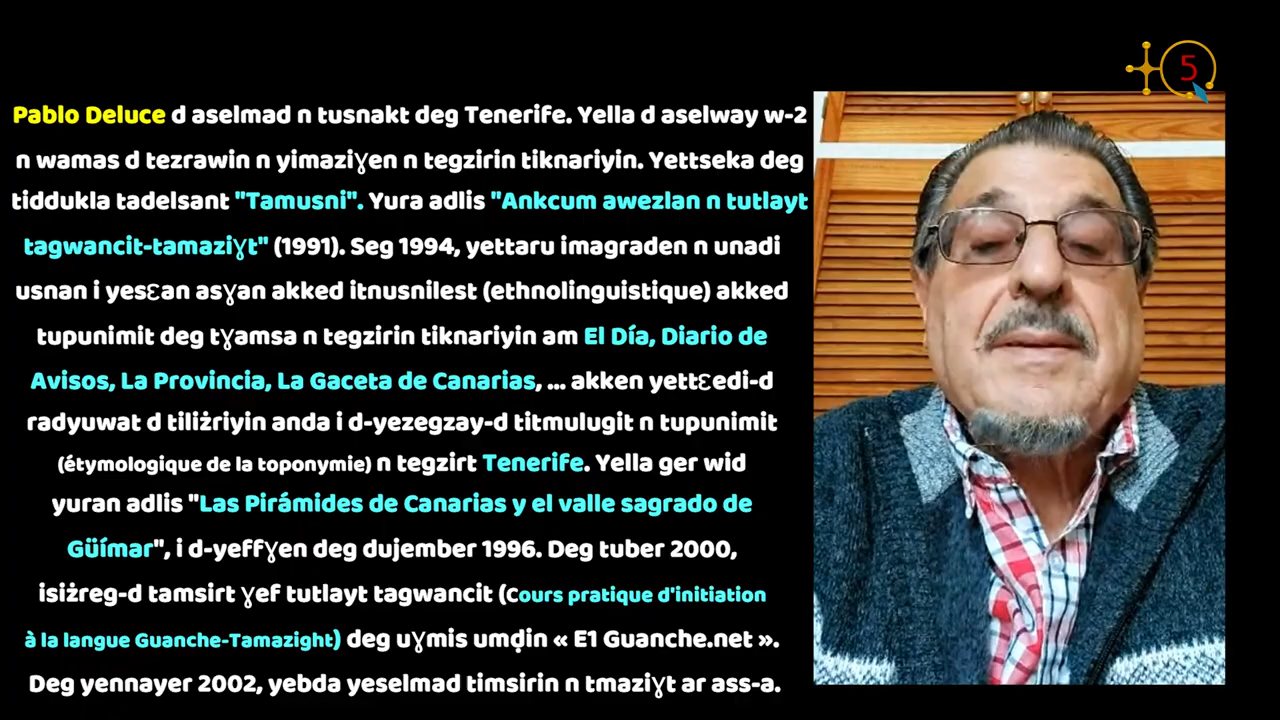 5
Pablo Deluce d aselmad n tusnakt deg Tenerife. Yella d aselway w-2
n wamas d tezrawin n yimaziɣen n tegzirin tiknariyin. Yettseka deg
tiddukla tadelsant "Tamusni". Yura adlis "Ankcum awezlan n tutlayt
tagwancit-tamaziɣt" (1991). Seg 1994, yettaru imagraden n unadi
usnan i yesɛan asɣan akked itnusnilest (ethnolinguistique) akked
tupunimit deg tɣamsa n tegzirin tiknariyin am El Día, Diario de
Avisos, La Provincia, La Gaceta de Canarias, ... akken yettɛedi-d
radyuwat d tiliżriyin anda i d-yezegzay-d titmulugit n tupunimit
(étymologique de la toponymie) n tegzirt Tenerife. Yella ger wid
yuran adlis "Las Pirámides de Canarias y el valle sagrado de
Güímar", i d-yeffɣen deg dujember 1996. Deg tuber 2000,
isiżreg-d tamsirt ɣef tutlayt tagwancit (cours pratique d'initiation
à la langue Guanche-Tamazight) deg uɣmis umḍin « E1 Guanche.net ».
Deg yennayer 2002, yebda yeselmad timsirin n tmaziɣt ar ass-a.